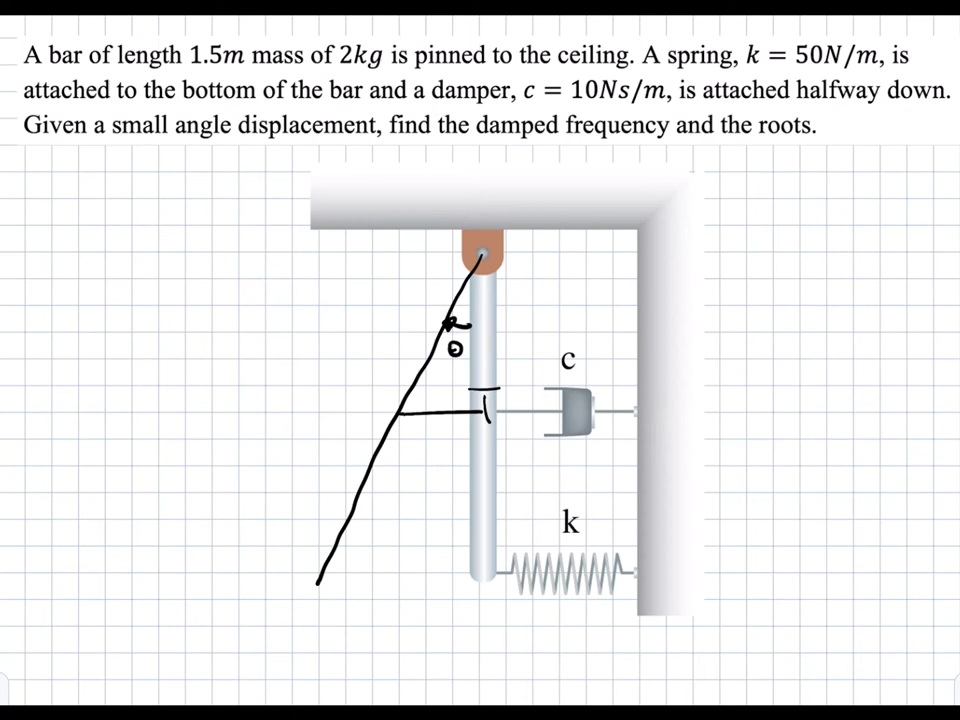 A bar of length 1.5m mass of 2kg is pinned to the ceiling. A spring, k = 50N/m, is
attached to the bottom of the bar and a damper, c = 10Ns/m, is attached halfway down.
Given a small angle displacement, find the damped frequency and the roots.
θ
c
k